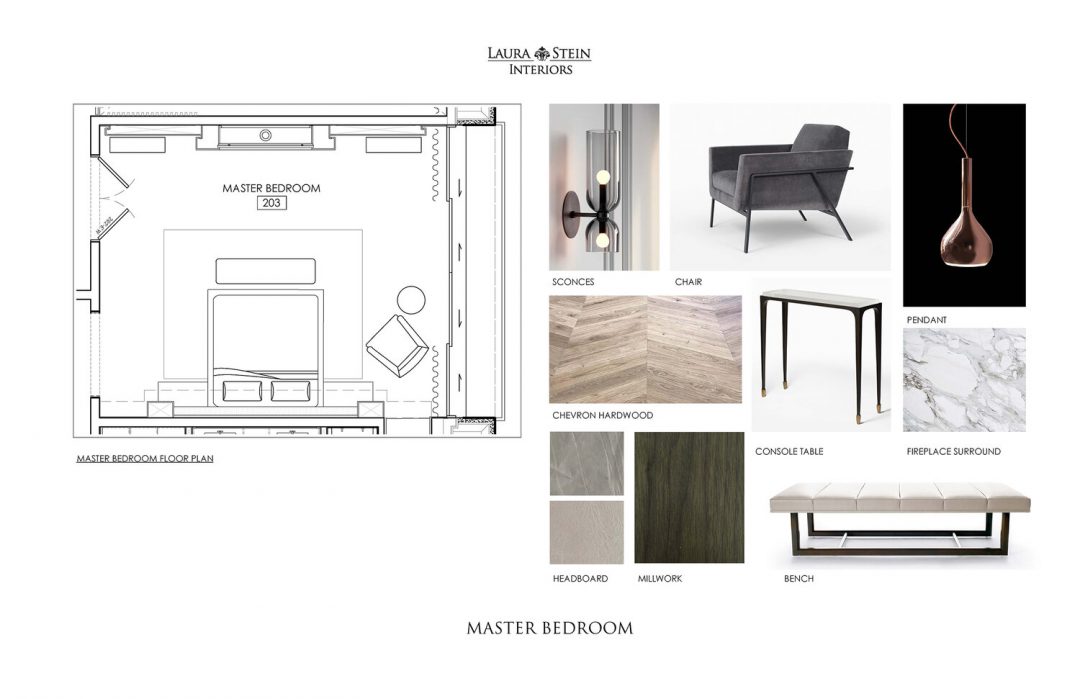 LAURA STEIN
INTERIORS
MASTER BEDROOM
203
MASTER BEDROOM FLOOR PLAN
SCONCES
CHAIR
PENDANT
CHEVRON HARDWOOD
CONSOLE TABLE
FIREPLACE SURROUND
HEADBOARD
MILLWORK
BENCH
MASTER BEDROOM